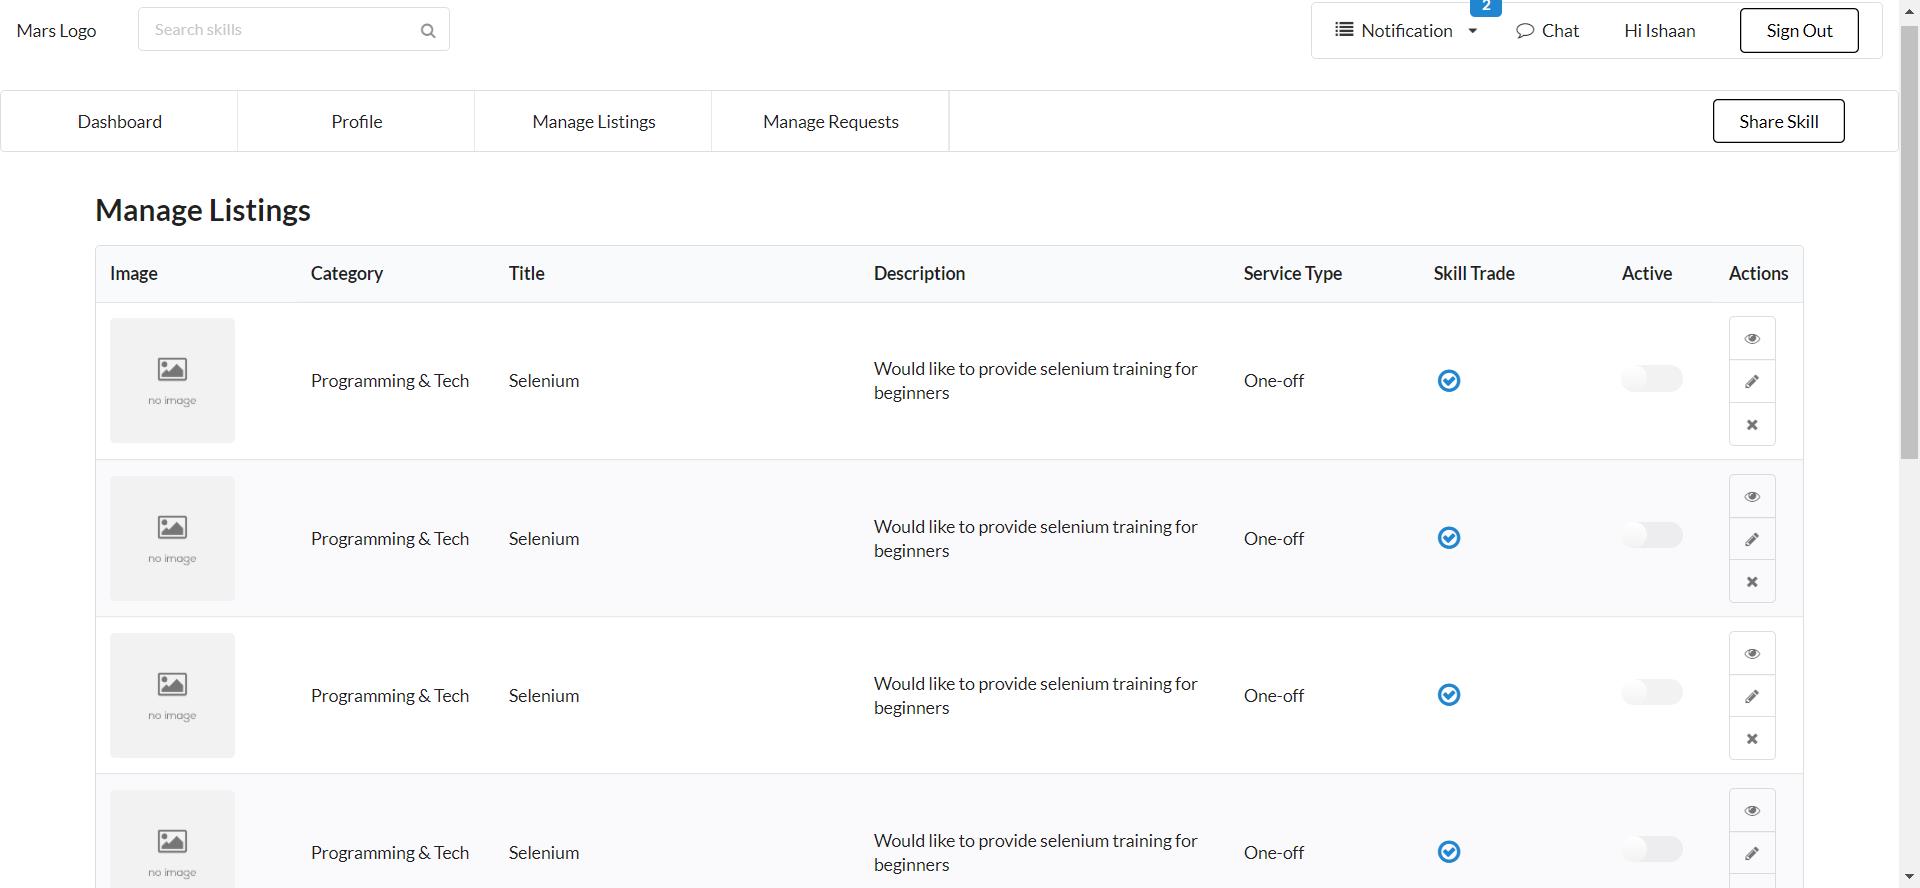 2
Mars Logo
Search skills
Notification
Chat
Hi Ishaan
Sign Out
Dashboard
Profile
Manage Listings
Manage Requests
Share Skill
Manage Listings
Image
Category
Title
Description
Service Type
Skill Trade
Active
Actions
no image
Programming & Tech
Selenium
Would like to provide selenium training for
beginners
One-off
no image
Programming & Tech
Selenium
Would like to provide selenium training for
beginners
One-off
no image
Programming & Tech
Selenium
Would like to provide selenium training for
beginners
One-off
no image
Programming & Tech
Selenium
Would like to provide selenium training for
beginners
One-off